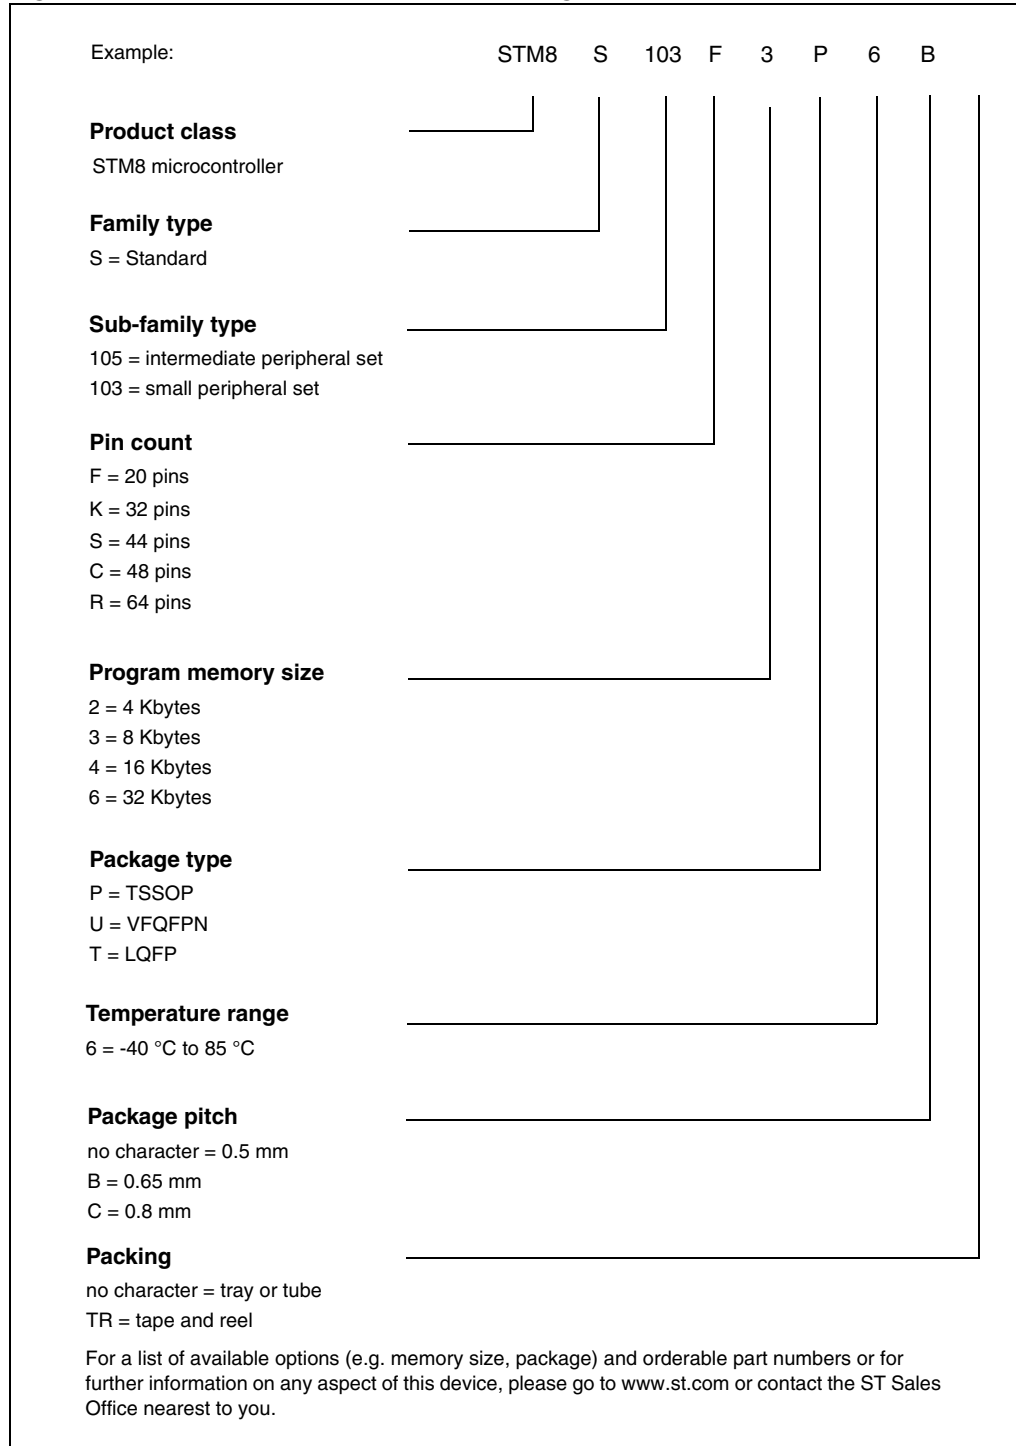 Example: STM8 S 103 F 3 P 6 B
Product class
STM8 microcontroller
Family type
S = Standard
Sub-family type
105 = intermediate peripheral set
103 = small peripheral set
Pin count
F = 20 pins
K = 32 pins
S = 44 pins
C = 48 pins
R = 64 pins
Program memory size
2 = 4 Kbytes
3 = 8 Kbytes
4 = 16 Kbytes
6 = 32 Kbytes
Package type
P = TSSOP
U = VFQFPN
T = LQFP
Temperature range
6 = -40 °C to 85 °C
Package pitch
no character = 0.5 mm
B = 0.65 mm
C = 0.8 mm
Packing
no character = tray or tube
TR = tape and reel
For a list of available options (e.g. memory size, package) and orderable part numbers or for
further information on any aspect of this device, please go to www.st.com or contact the ST Sales
Office nearest to you.